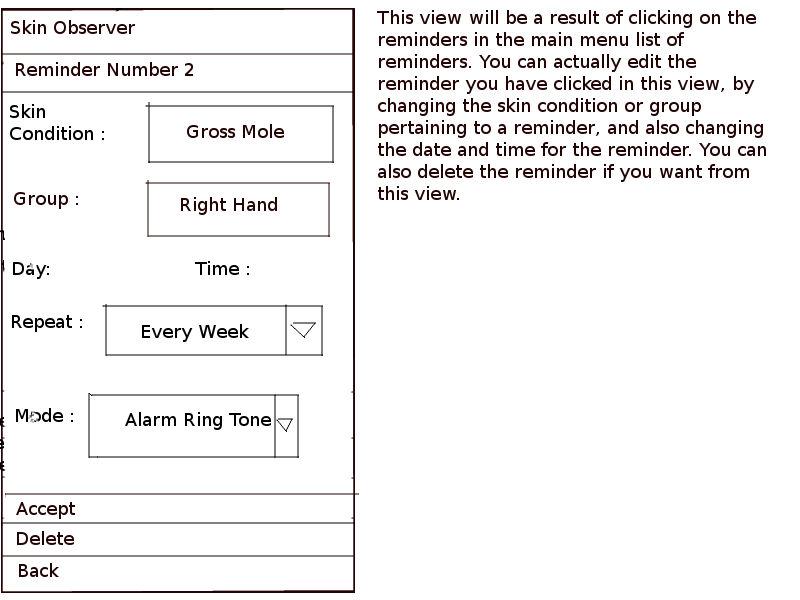 Skin Observer
Reminder Number 2
Skin
Condition :
Gross Mole
Group :
Right Hand
Day:
Time :
Repeat :
Every Week
Mode :
Alarm Ring Tone
Accept
Delete
Back
This view will be a result of clicking on the
reminders in the main menu list of
reminders. You can actually edit the
reminder you have clicked in this view, by
changing the skin condition or group
pertaining to a reminder, and also changing
the date and time for the reminder. You can
also delete the reminder if you want from
this view.